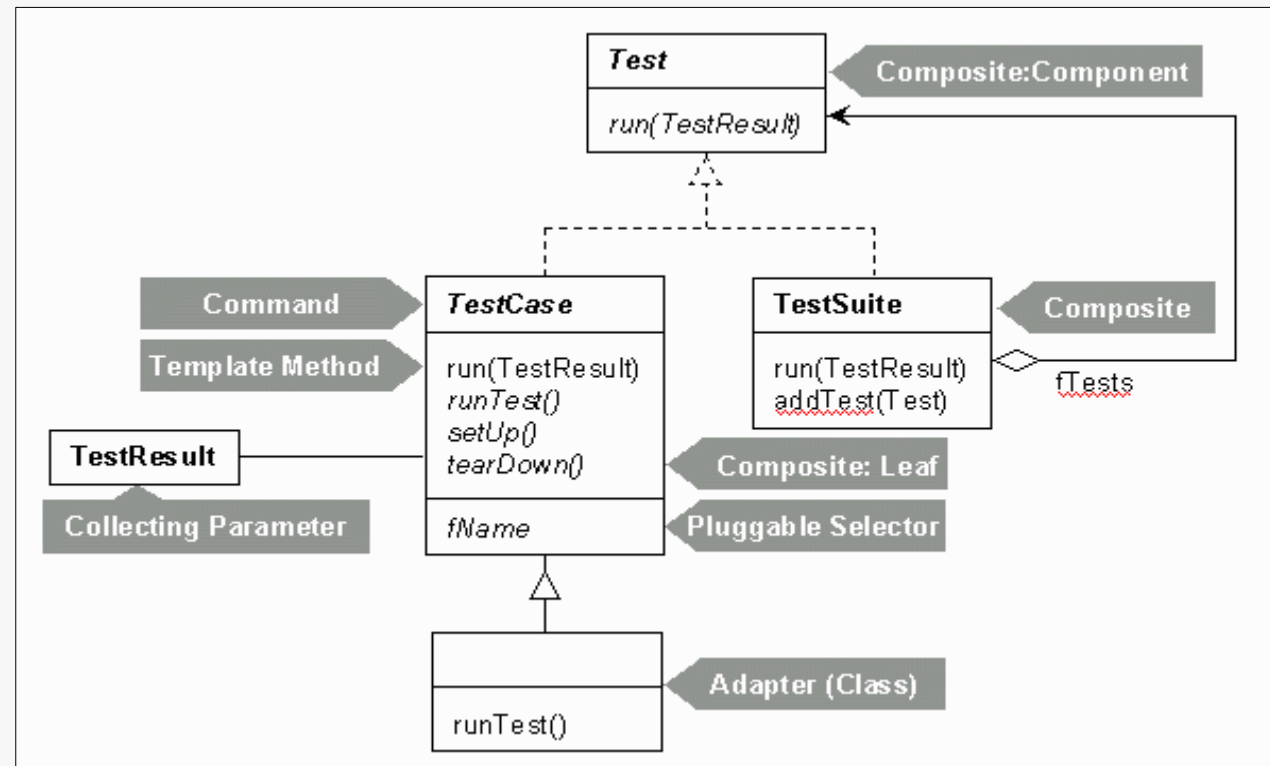 Test
Composite:Component
run(TestResult)
Command
TestCase
TestSuite
Composite
Template Method
run(TestResult)
runTest()
setUp()
tearDown()
run(TestResult)
addTest(Test)
fTests
TestResult
Composite: Leaf
Collecting Parameter
fName
Pluggable Selector
Adapter (Class)
runTest()